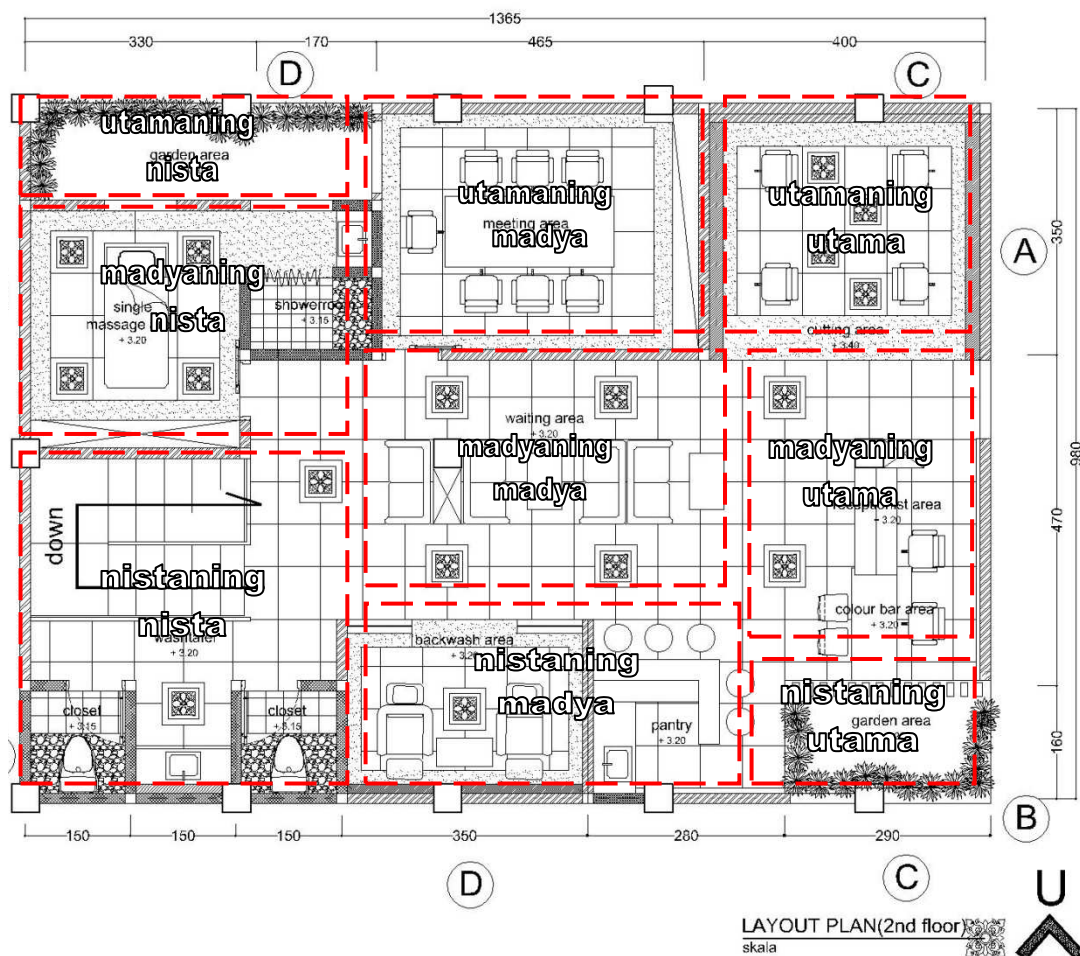 1365
330
170
465
400
D
C
utamaning
garden area
nista
utamaning
meeting area
madya
utamaning
utama
cutting area
+ 3.40
A
350
madyaning
single
nista
massage
+ 3.20
+ 3.15
waiting area
+ 3.20
madyaning
madya
madyaning
utama
+ 3.20
colour bar area
+ 3.20
980
470
down
nistaning
nista
+ 3.20
closet
+ 3.15
closet
+ 3.15
backwash area
nistaning
madya
pantry
+ 3.20
nistaning
garden area
utama
160
150
150
150
350
280
290
B
D
C
U
LAYOUT PLAN(2nd floor)
skala